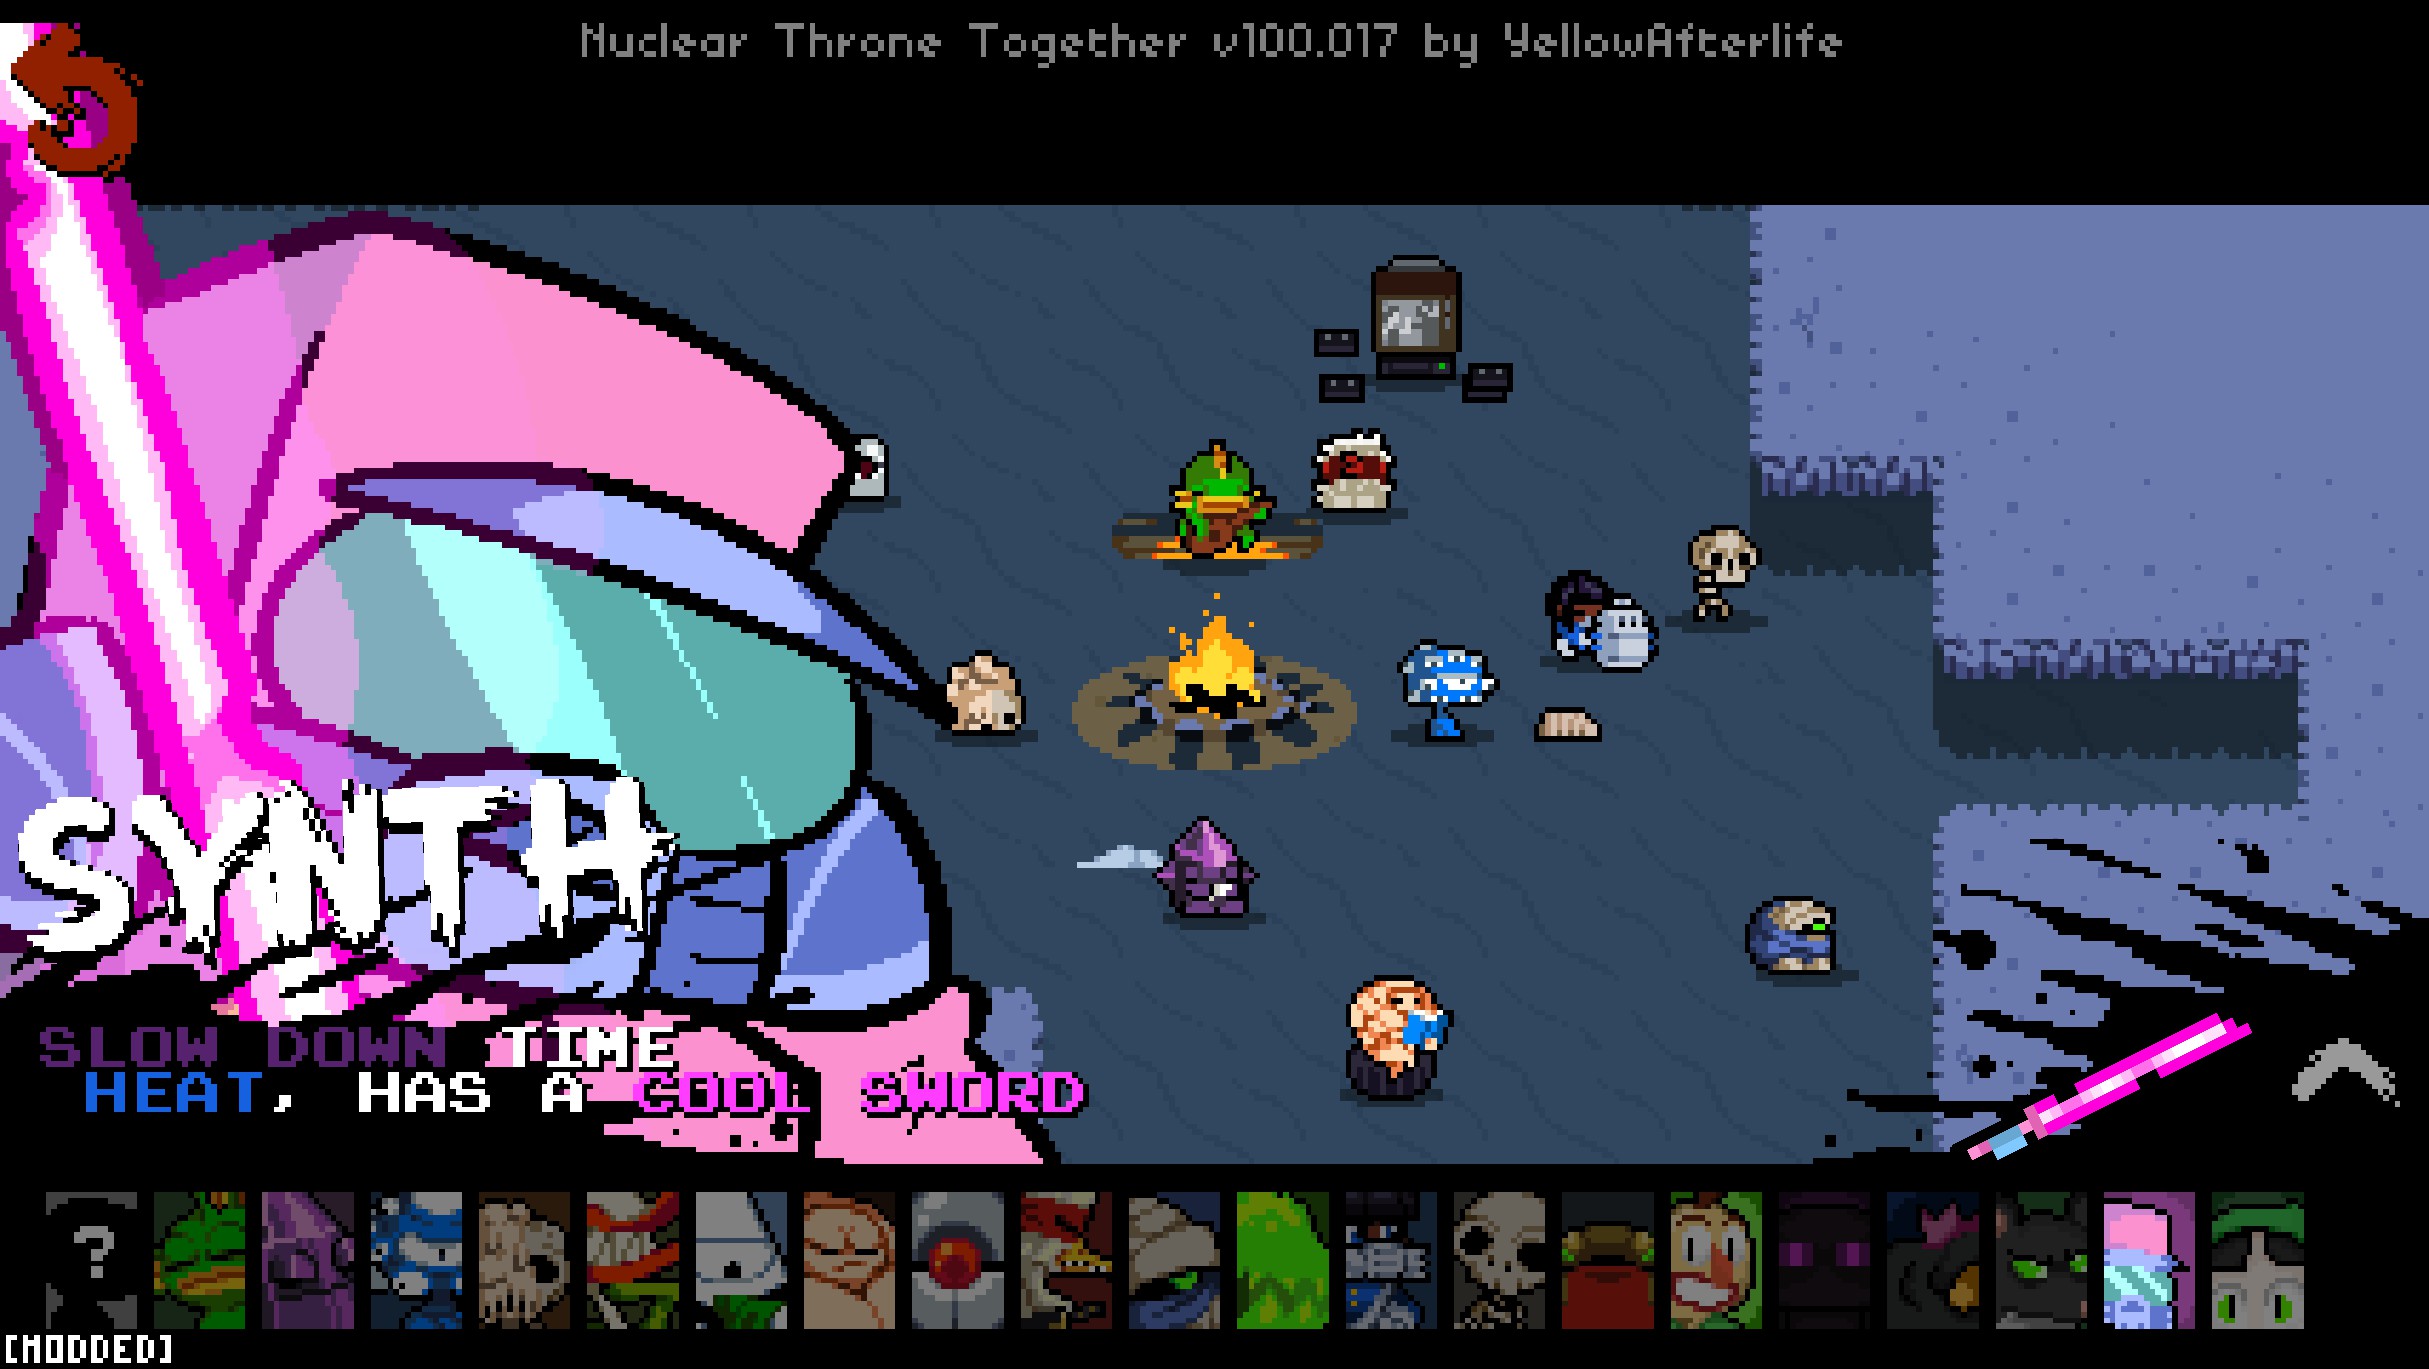 Nuclear Throne Together v100.017 by YellowAfterlife
SYNTH
SLOW DOWN TIME
HEAT, HAS A COOL SWORD
?
[MODDED]